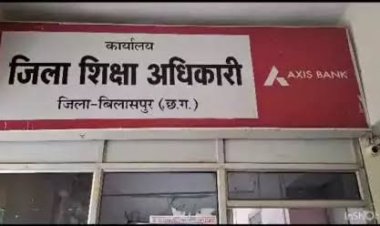 कार्यालय
जिला शिक्षा अधिकारी
जिला-बिलासपुर (छ.ग.)
AXIS BANK